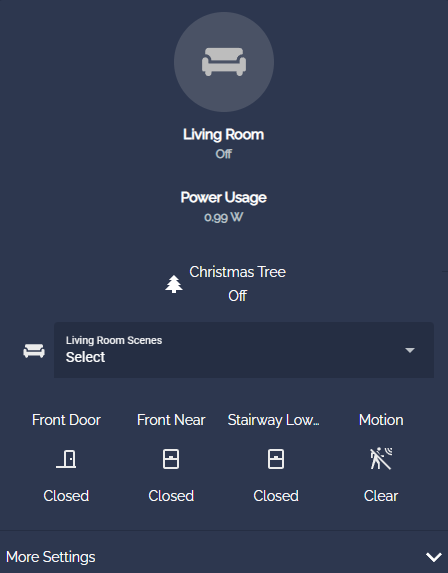 Living Room
Off
Power Usage
0.99 W
Christmas Tree
Off
Living Room Scenes
Select
Front Door
Front Near
Stairway Low...
Motion
Closed
Closed
Closed
Clear
More Settings